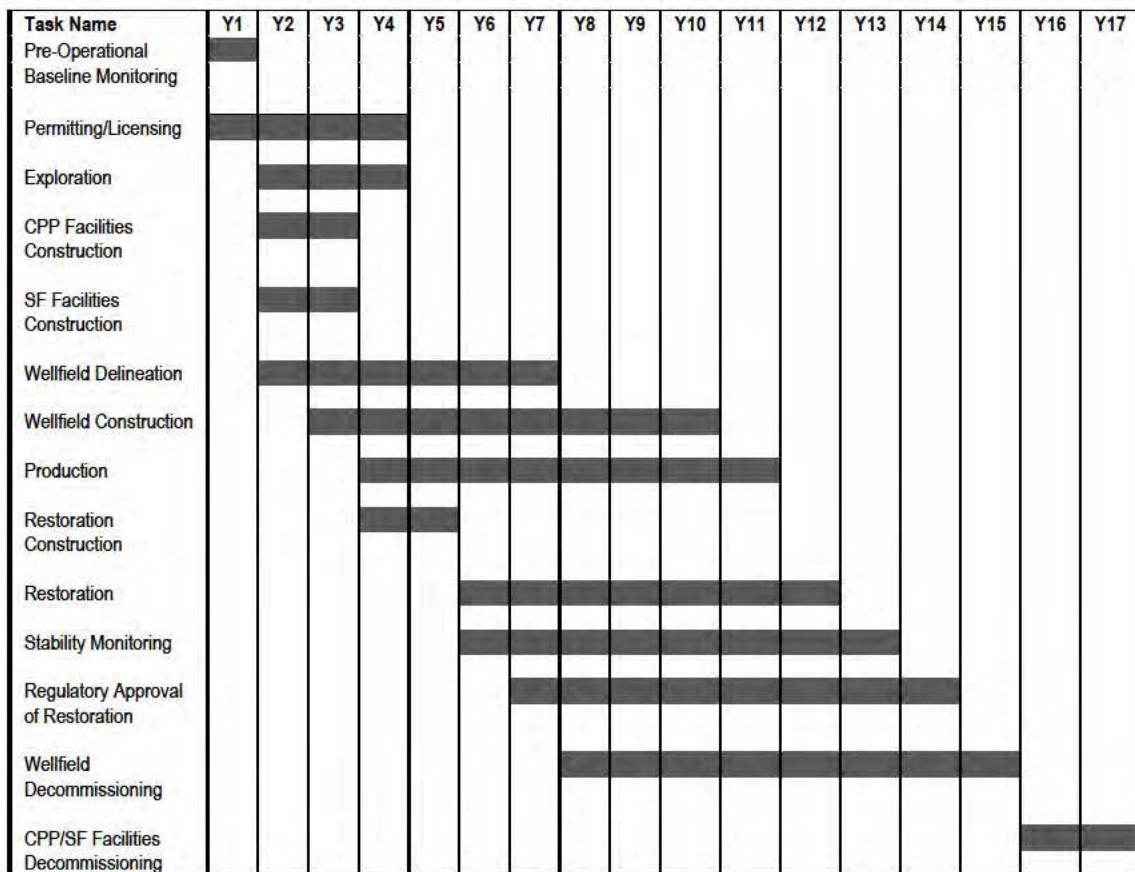 Task Name Y1 Y2 Y3 Y4 Y5 Y6 Y7 Y8 Y9 Y10 Y11 Y12 Y13 Y14 Y15 Y16 Y17
Pre-Operational
Baseline Monitoring
Permitting/Licensing
Exploration
CPP Facilities
Construction
SF Facilities
Construction
Wellfield Delineation
Wellfield Construction
Production
Restoration
Construction
Restoration
Stability Monitoring
Regulatory Approval
of Restoration
Wellfield
Decommissioning
CPP/SF Facilities
Decommissioning